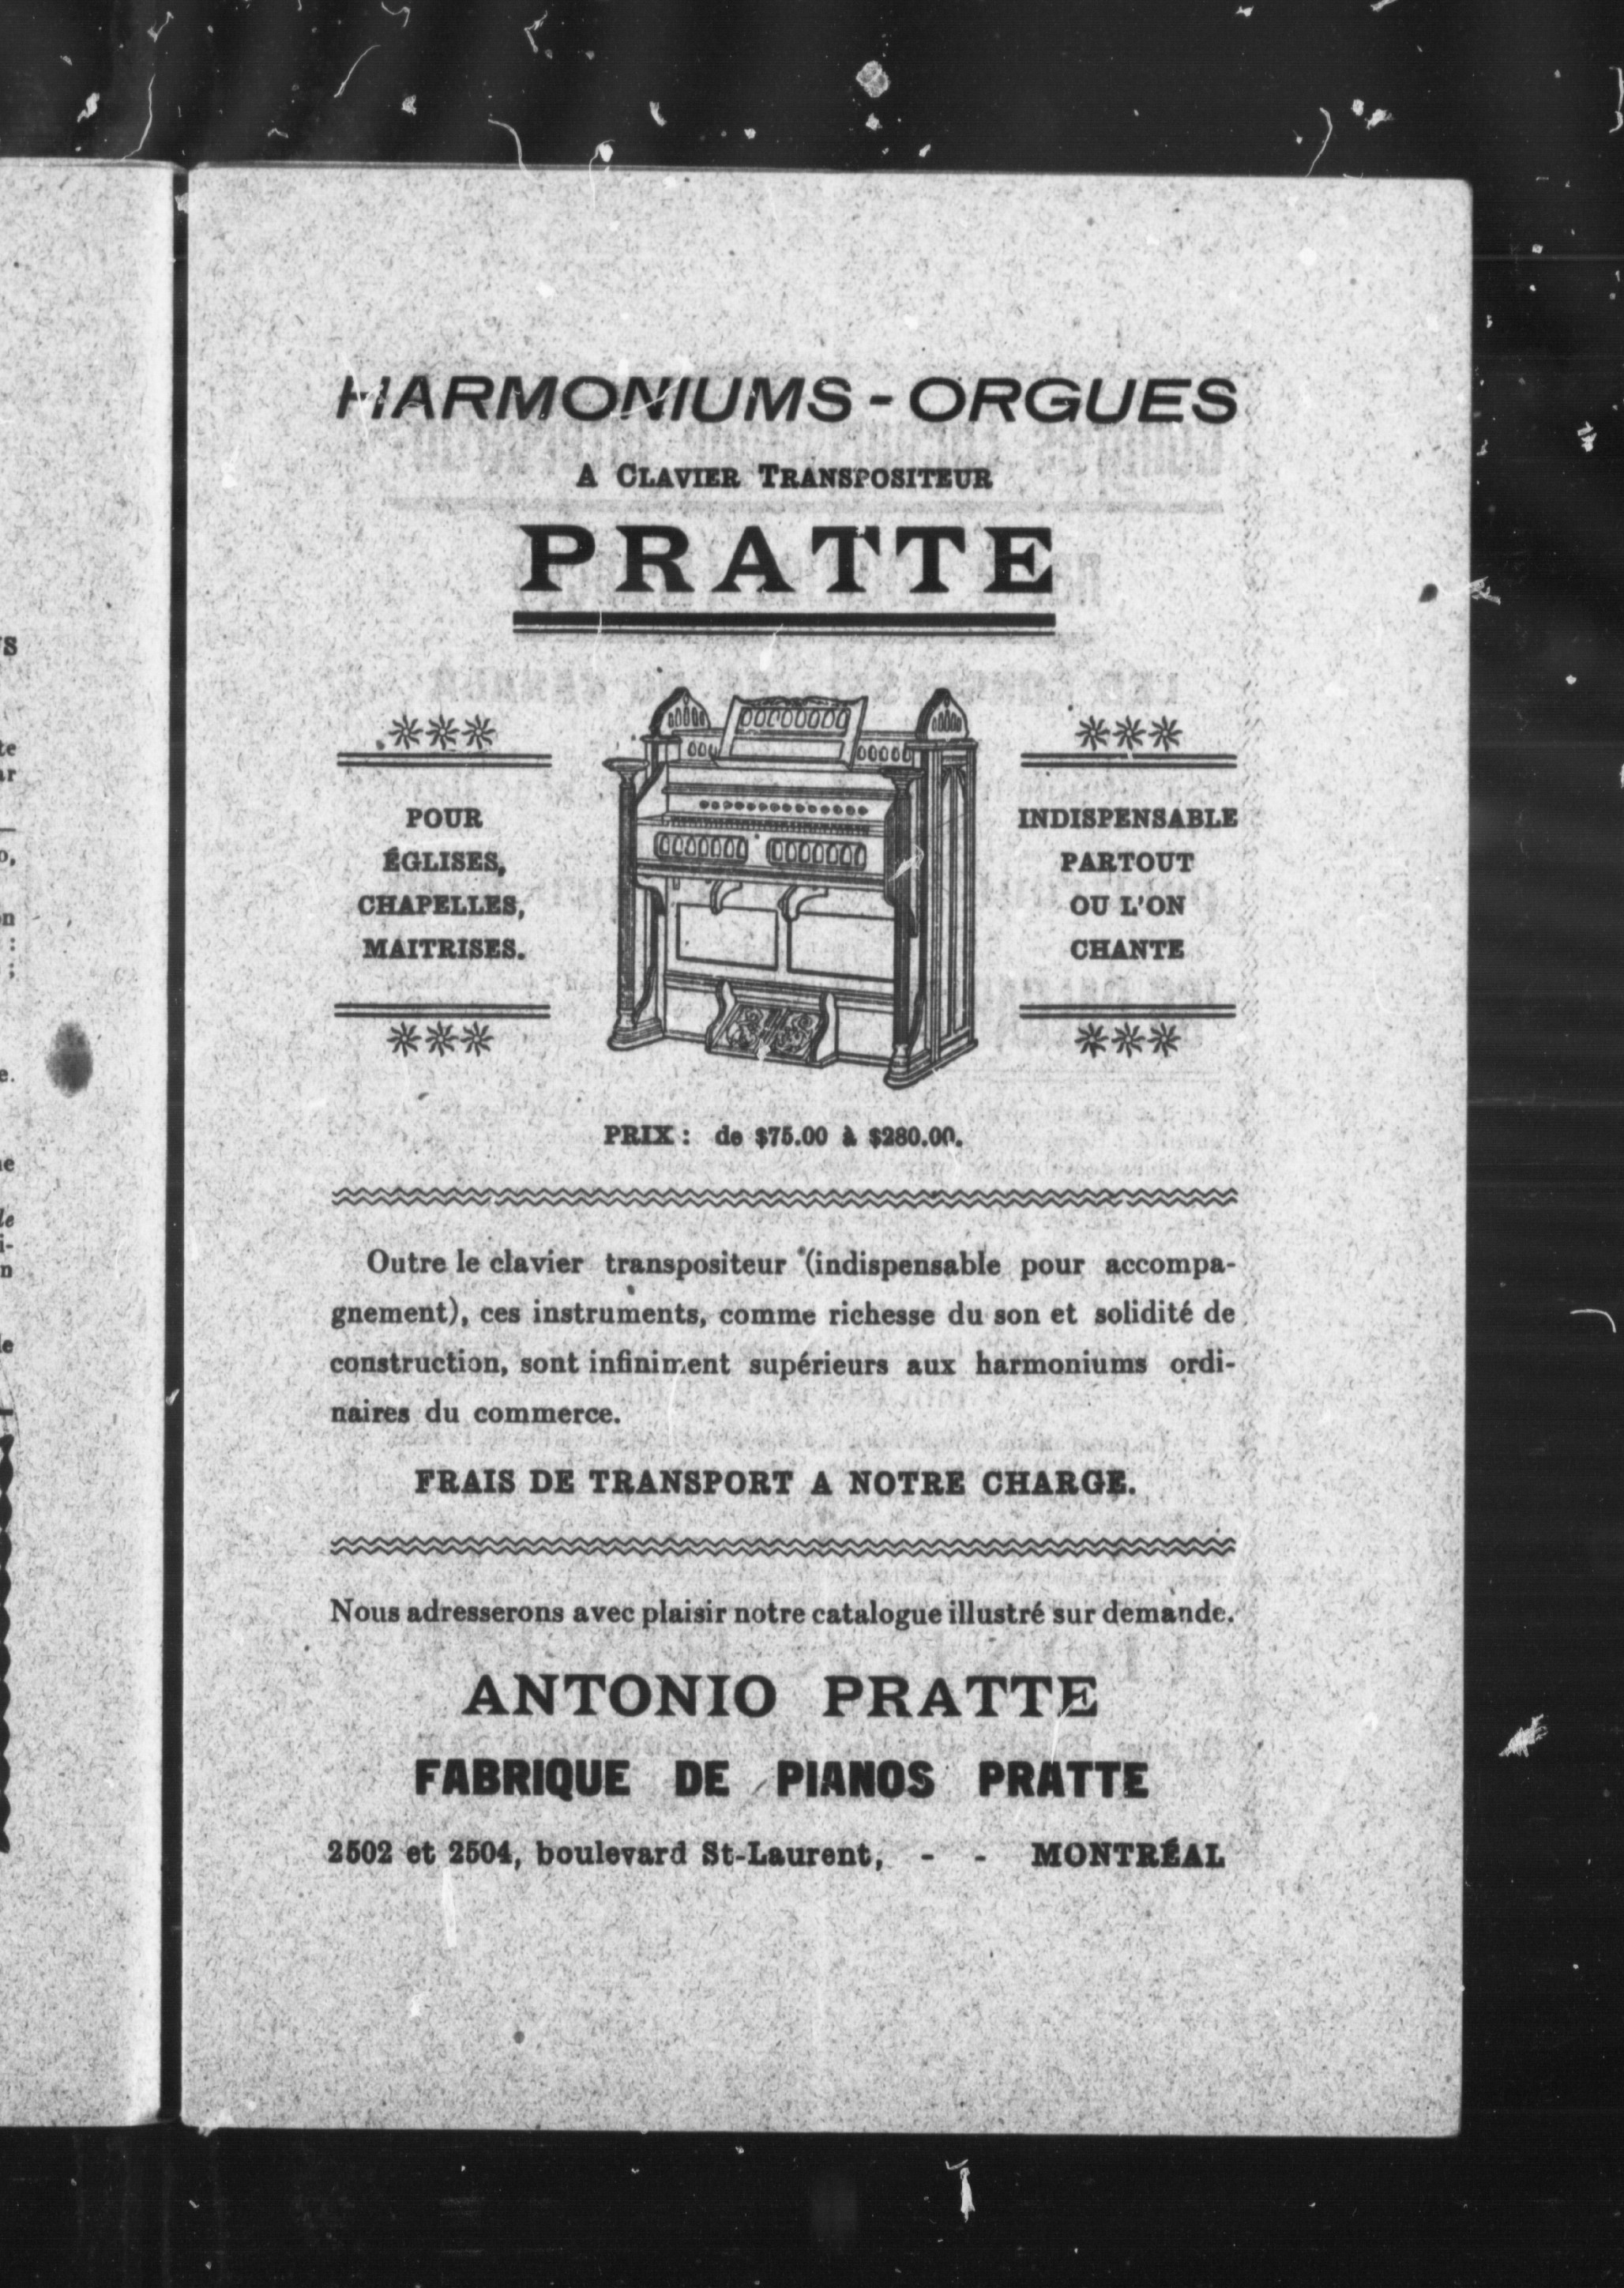 HARMONIUMS - ORGUES
A CLAVIER TRANSPOSITEUR
PRATTE
POUR
ÉGLISES,
CHAPELLES,
MAITRISES.
INDISPENSABLE
PARTOUT
OU L'ON
CHANTE
PRIX : de $75.00 à $280.00.
Outre le clavier transpositeur (indispensable pour accompa-
gnement), ces instruments, comme richesse du son et solidité de
construction, sont infiniment supérieurs aux harmoniums ordi-
naires du commerce.
FRAIS DE TRANSPORT A NOTRE CHARGE.
Nous adresserons avec plaisir notre catalogue illustré sur demande.
ANTONIO PRATTE
FABRIQUE DE PIANOS PRATTE
2502 et 2504, boulevard St-Laurent, - - MONTRÉAL